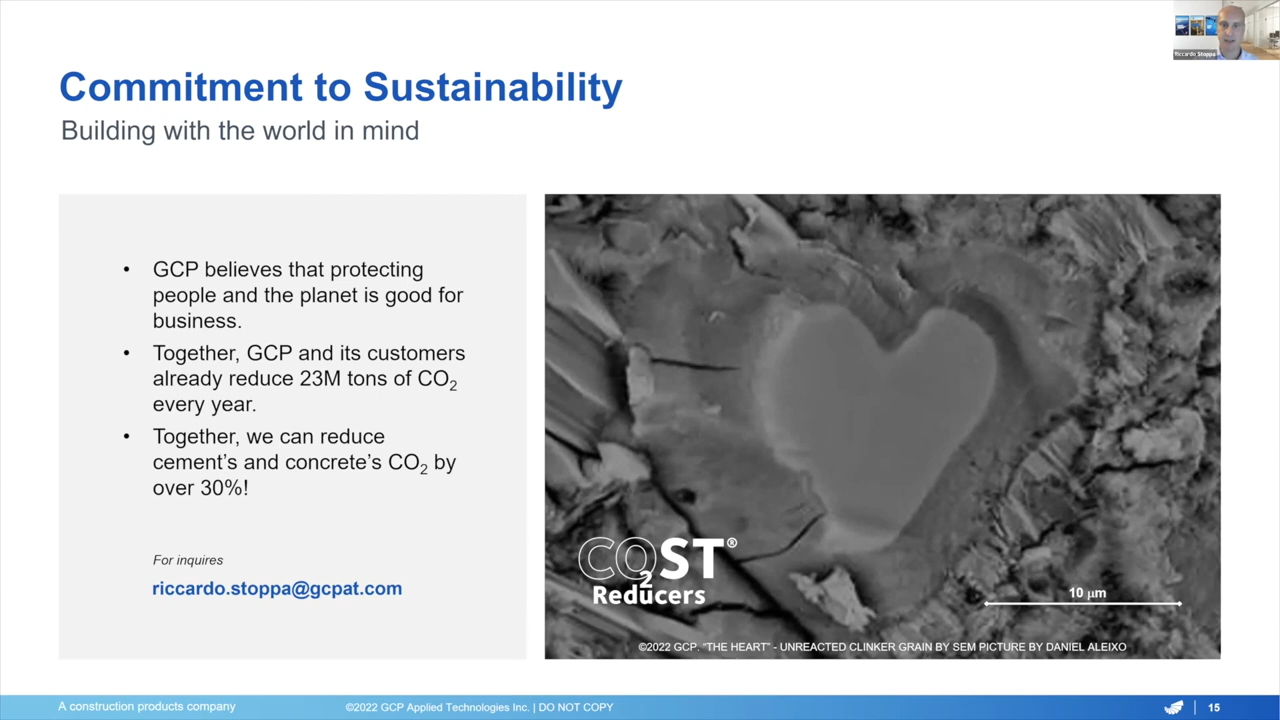 Riccardo Stoppa
Commitment to Sustainability
Building with the world in mind
• GCP believes that protecting
people and the planet is good for
business.
• Together, GCP and its customers
already reduce 23M tons of CO₂
every year.
• Together, we can reduce
cement’s and concrete’s CO₂ by
over 30%!
For inquires
riccardo.stoppa@gcpat.com
CO₂ST®
Reducers
10 μm
©2022 GCP. “THE HEART” - UNREACTED CLINKER GRAIN BY SEM PICTURE BY DANIEL ALEIXO
A construction products company
©2022 GCP Applied Technologies Inc. | DO NOT COPY
15